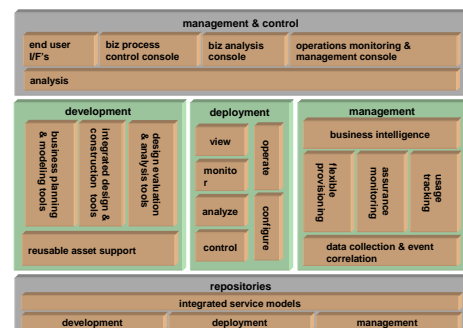 management & control
end user
I/F's
biz process
control console
biz analysis
console
operations monitoring &
management console
analysis
development
business planning
& modeling tools
integrated design &
construction tools
design evaluation
& analysis tools
reusable asset support
deployment
view
monito
r
analyze
control
operate
configure
management
business intelligence
flexible
provisioning
assurance
monitoring
usage
tracking
data collection & event
correlation
repositories
integrated service models
development
deployment
management